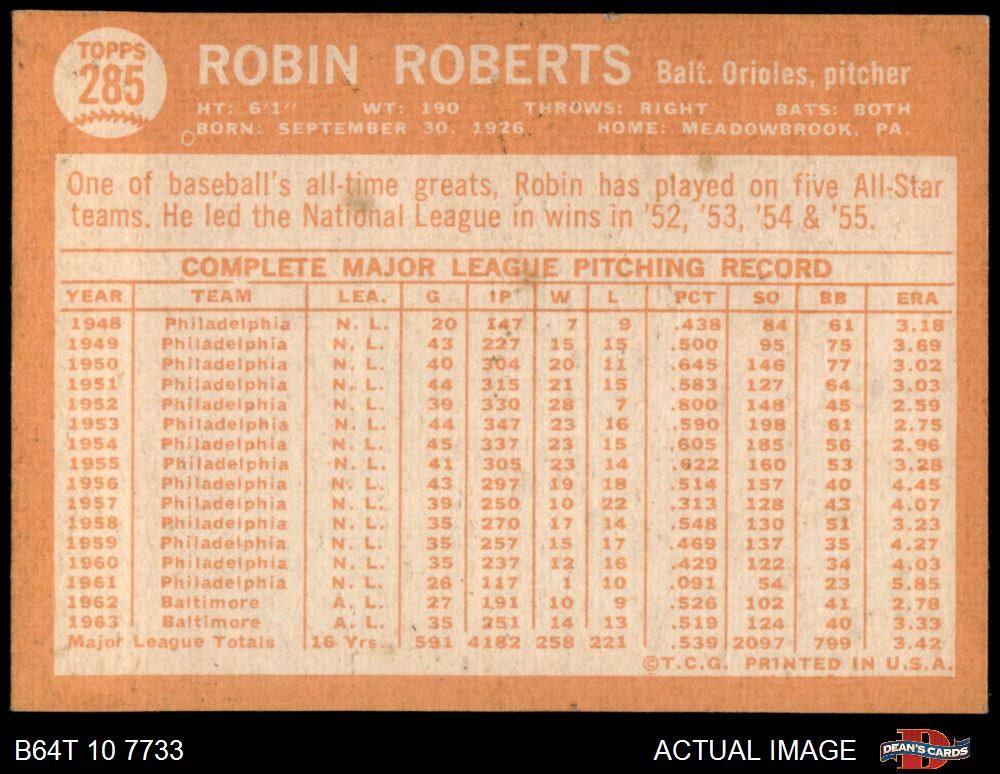 TOPPS
285
ROBIN ROBERTS Balt. Orioles, pitcher
HT: 6'1" WT: 190 THROWS: RIGHT BATS: BOTH
BORN: SEPTEMBER 30, 1926 HOME: MEADOWBROOK, PA.
One of baseball's all-time greats, Robin has played on five All-Star
teams. He led the National League in wins in '52, '53, '54 & '55.
COMPLETE MAJOR LEAGUE PITCHING RECORD
YEAR TEAM LEA. G IP W L PCT SO BB ERA
1948 Philadelphia N. L. 20 147 7 9 .438 84 61 3.18
1949 Philadelphia N. L. 43 227 15 15 .500 95 75 3.69
1950 Philadelphia N. L. 40 304 20 11 .645 146 77 3.02
1951 Philadelphia N. L. 44 315 21 15 .583 127 64 3.03
1952 Philadelphia N. L. 39 330 28 7 .800 148 45 2.59
1953 Philadelphia N. L. 44 347 23 16 .590 198 61 2.75
1954 Philadelphia N. L. 45 337 23 15 .605 185 56 2.96
1955 Philadelphia N. L. 41 305 23 14 .622 160 53 3.28
1956 Philadelphia N. L. 43 297 19 18 .514 157 40 4.45
1957 Philadelphia N. L. 39 250 10 22 .313 128 43 4.07
1958 Philadelphia N. L. 35 270 17 14 .548 130 51 3.23
1959 Philadelphia N. L. 35 257 15 17 .469 137 35 4.27
1960 Philadelphia N. L. 35 237 12 16 .429 122 34 4.03
1961 Philadelphia N. L. 26 117 1 10 .091 54 23 5.85
1962 Baltimore A. L. 27 191 10 9 .526 102 41 2.78
1963 Baltimore A. L. 35 251 14 13 .519 124 40 3.33
Major League Totals 16 Yrs. 591 4182 258 221 .539 2097 799 3.42
©T.C.G. PRINTED IN U.S.A.
B64T 10 7733 ACTUAL IMAGE DEAN'S CARDS